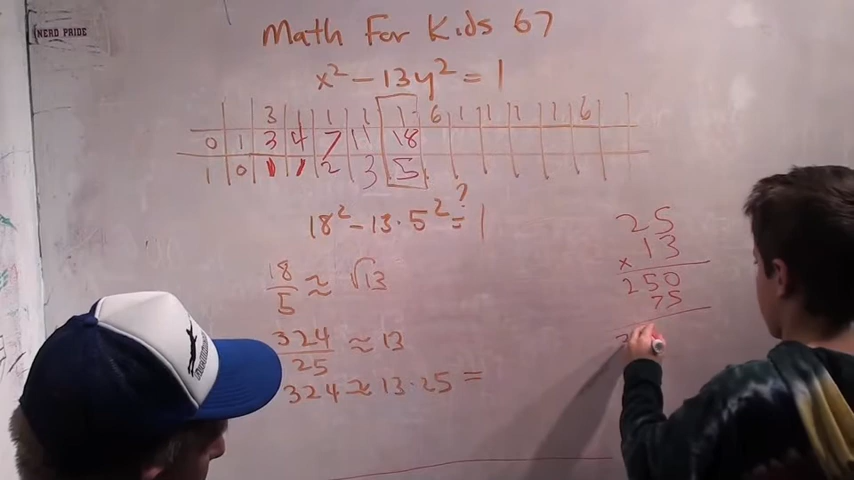 NERD PRIDE
Math For Kids 67
x² - 13y² = 1
3 1 1 1 1 6 1 1 1 1 6
0 1 3 4 7 11 18
1 0 1 1 2 3 5
18² - 13·5² ?= 1
18/5 ≈ √13
324/25 ≈ 13
324 ≈ 13·25 =
25
x 13
250
75